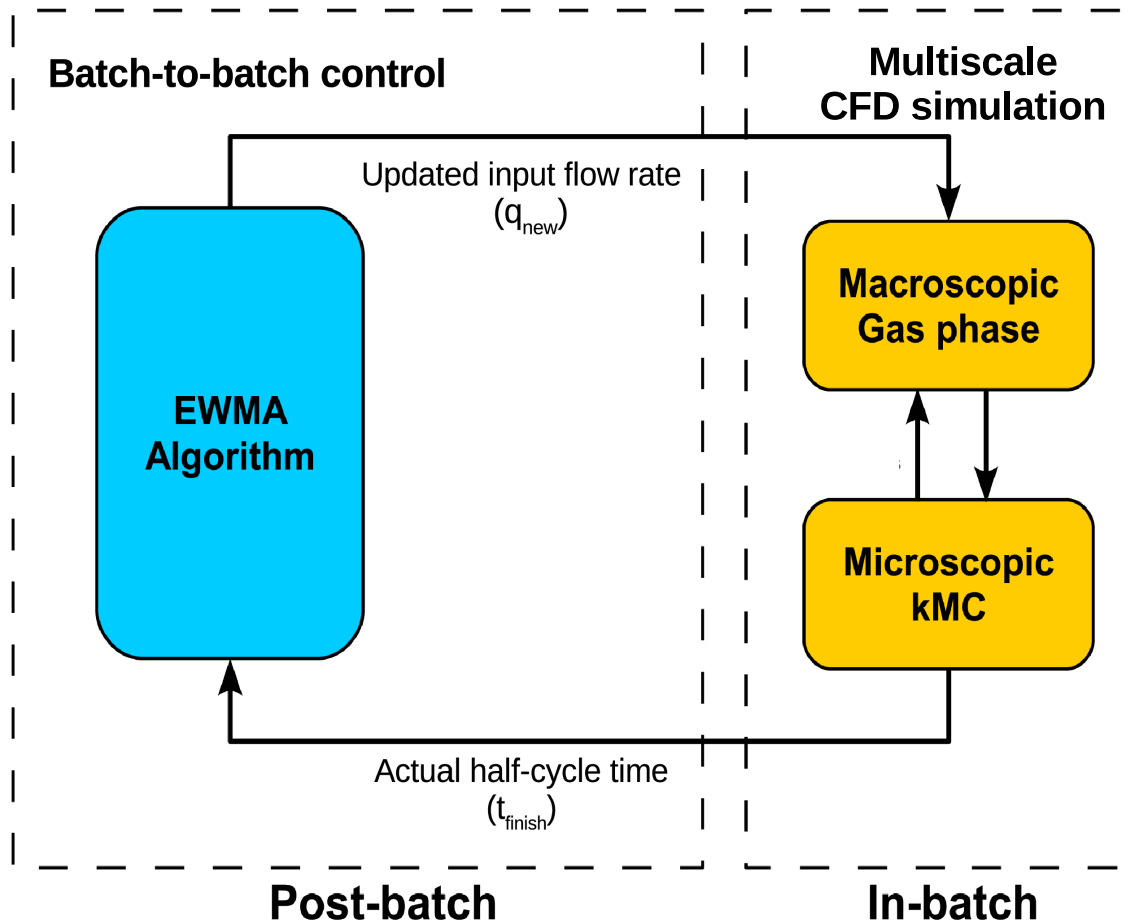 Batch-to-batch control
Multiscale
CFD simulation
Updated input flow rate
(qnew)
Macroscopic
Gas phase
EWMA
Algorithm
Microscopic
kMC
Actual half-cycle time
(tfinish)
Post-batch
In-batch